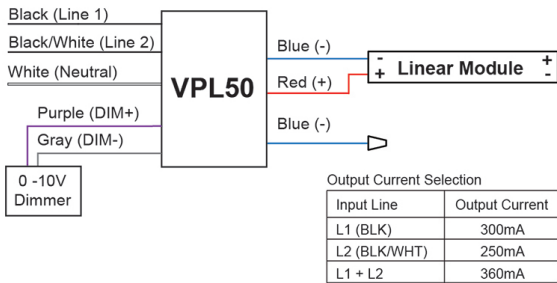 Black (Line 1)
Black/White (Line 2)
White (Neutral)
Purple (DIM+)
Gray (DIM-)
0 -10V
Dimmer
VPL50
Blue (-)
Red (+)
Blue (-)
- Linear Module +
+ -
Output Current Selection
Input Line Output Current
L1 (BLK) 300mA
L2 (BLK/WHT) 250mA
L1 + L2 360mA